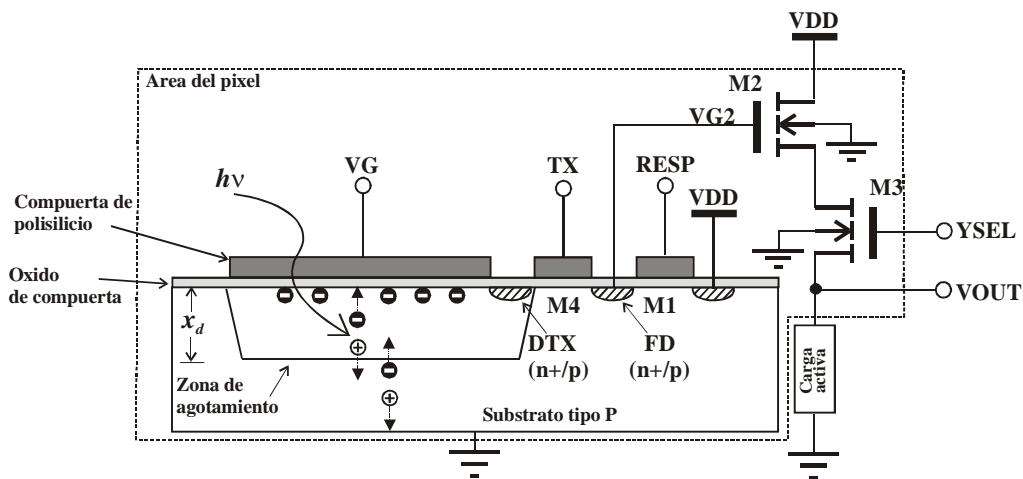 VDD
Area del pixel
M2
VG2
VG
TX
RESP
hν
VDD
M3
Compuerta de
polisilicio
YSEL
Oxido
de compuerta
VOUT
x_d
M4
M1
DTX
(n+/p)
FD
(n+/p)
Zona de
agotamiento
Carga
activa
Substrato tipo P